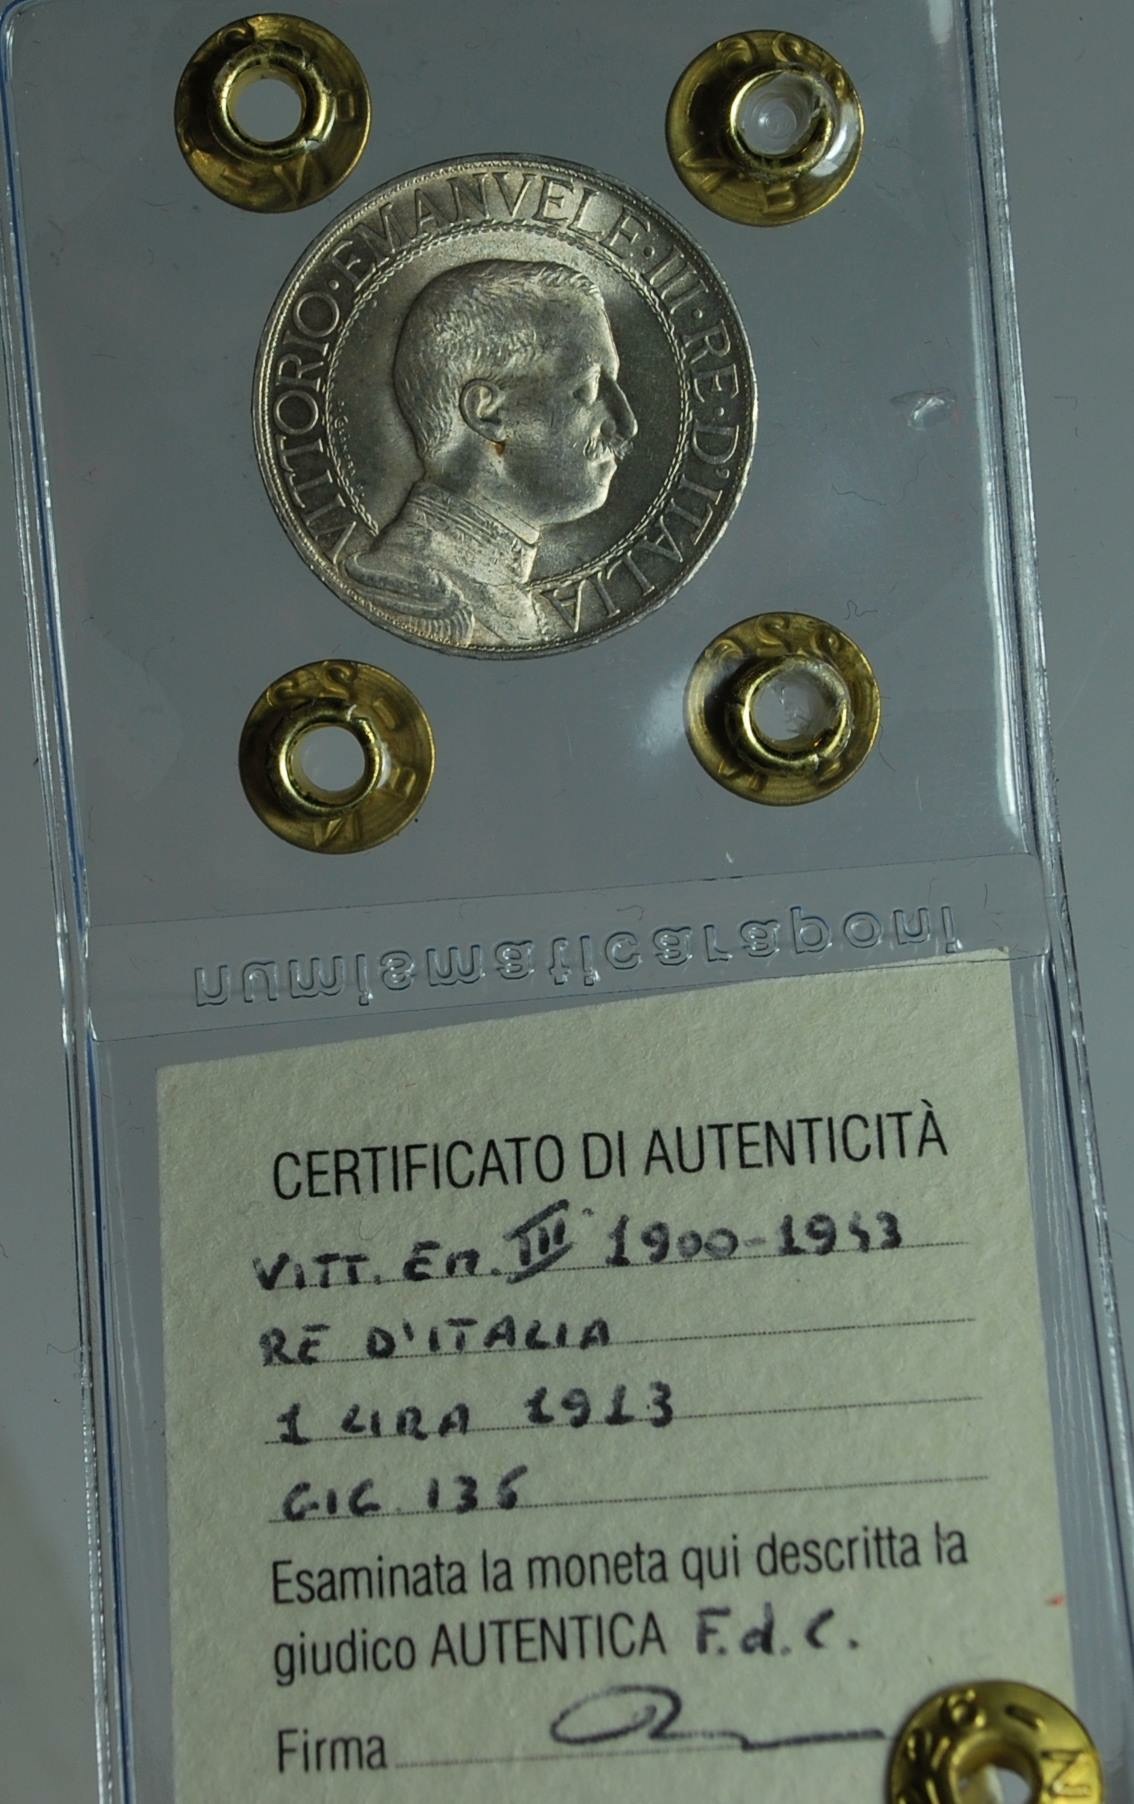 VITTORIO·EMANVELE·III·RE·D'ITALIA
numismaticaraponi
CERTIFICATO DI AUTENTICITÀ
VITT. Em. III° 1900-1943
RE D'ITALIA
1 LIRA 1913
GIG. 136
Esaminata la moneta qui descritta la
giudico AUTENTICA F.d.C.
Firma